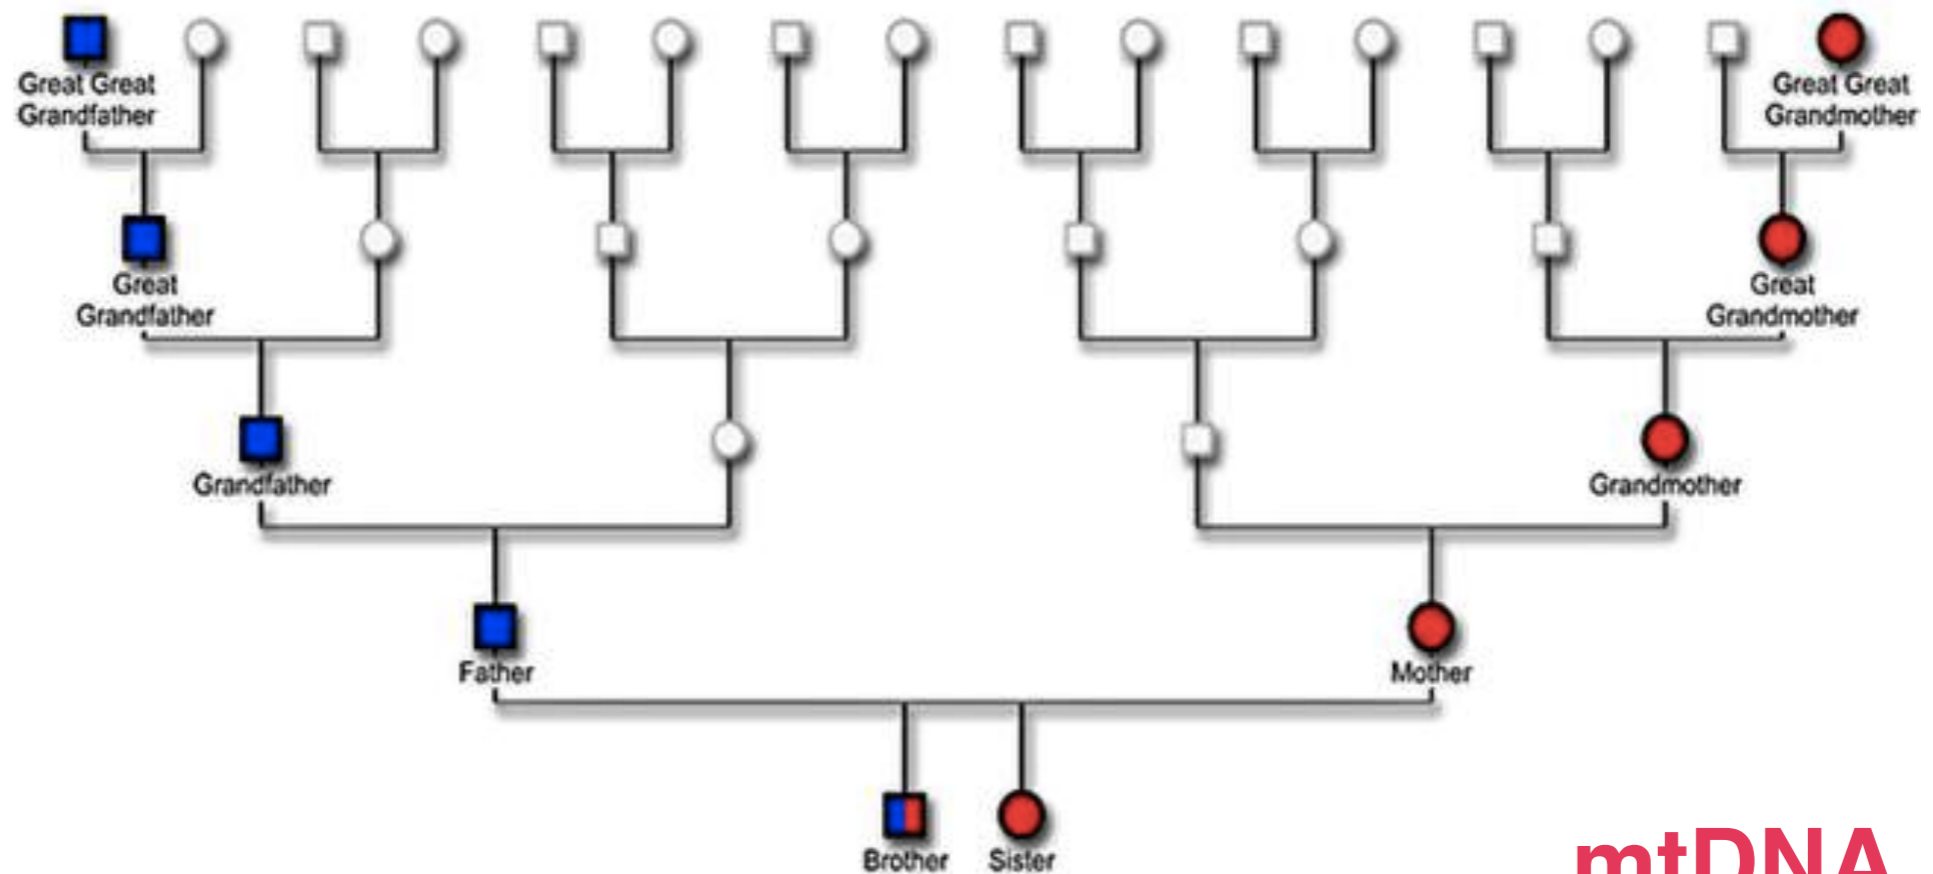 Great Great
Grandfather
Great Great
Grandmother
Great
Grandfather
Great
Grandmother
Grandfather
Grandmother
Father
Mother
Brother
Sister
mtDNA